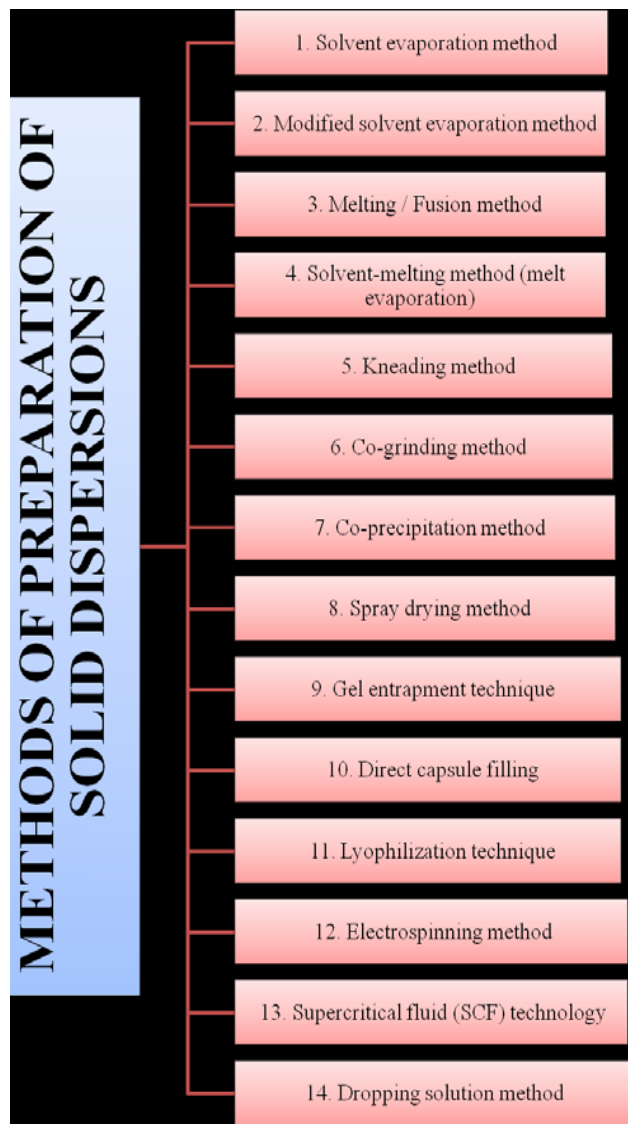 METHODS OF PREPARATION OF
SOLID DISPERSIONS
1. Solvent evaporation method
2. Modified solvent evaporation method
3. Melting / Fusion method
4. Solvent-melting method (melt
evaporation)
5. Kneading method
6. Co-grinding method
7. Co-precipitation method
8. Spray drying method
9. Gel entrapment technique
10. Direct capsule filling
11. Lyophilization technique
12. Electrospinning method
13. Supercritical fluid (SCF) technology
14. Dropping solution method